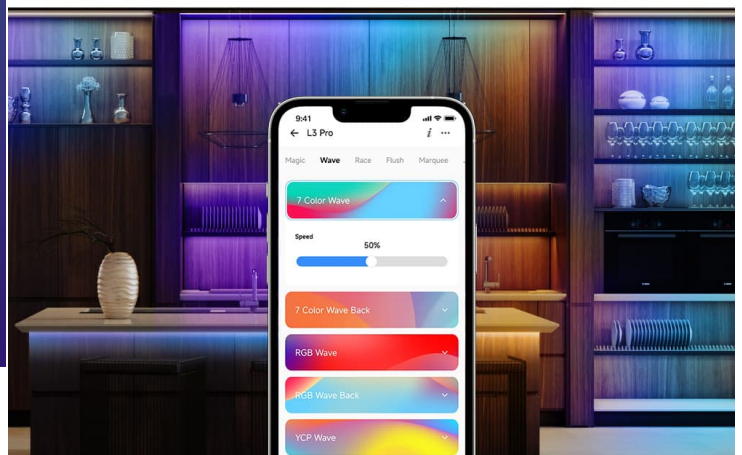 9:41
L3 Pro
Magic Wave Race Flush Marquee
7 Color Wave
Speed
50%
7 Color Wave Back
RGB Wave
RGB Wave Back
YCP Wave